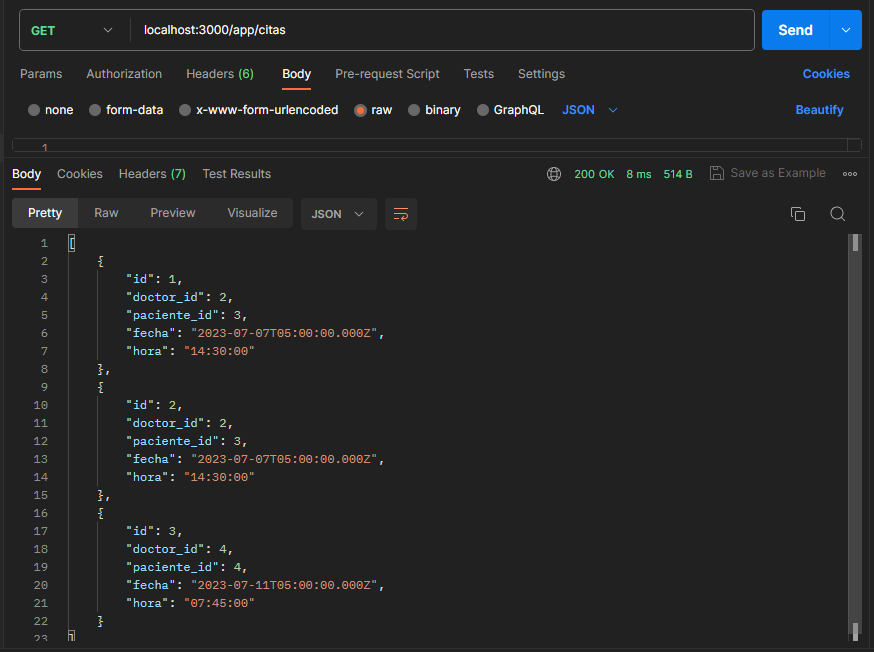 GET localhost:3000/app/citas Send
Params Authorization Headers (6) Body Pre-request Script Tests Settings Cookies
none form-data x-www-form-urlencoded raw binary GraphQL JSON Beautify
1
Body Cookies Headers (7) Test Results 200 OK 8 ms 514 B Save as Example
Pretty Raw Preview Visualize JSON
1 [
2 {
3 "id": 1,
4 "doctor_id": 2,
5 "paciente_id": 3,
6 "fecha": "2023-07-07T05:00:00.000Z",
7 "hora": "14:30:00"
8 },
9 {
10 "id": 2,
11 "doctor_id": 2,
12 "paciente_id": 3,
13 "fecha": "2023-07-07T05:00:00.000Z",
14 "hora": "14:30:00"
15 },
16 {
17 "id": 3,
18 "doctor_id": 4,
19 "paciente_id": 4,
20 "fecha": "2023-07-11T05:00:00.000Z",
21 "hora": "07:45:00"
22 }
23 ]